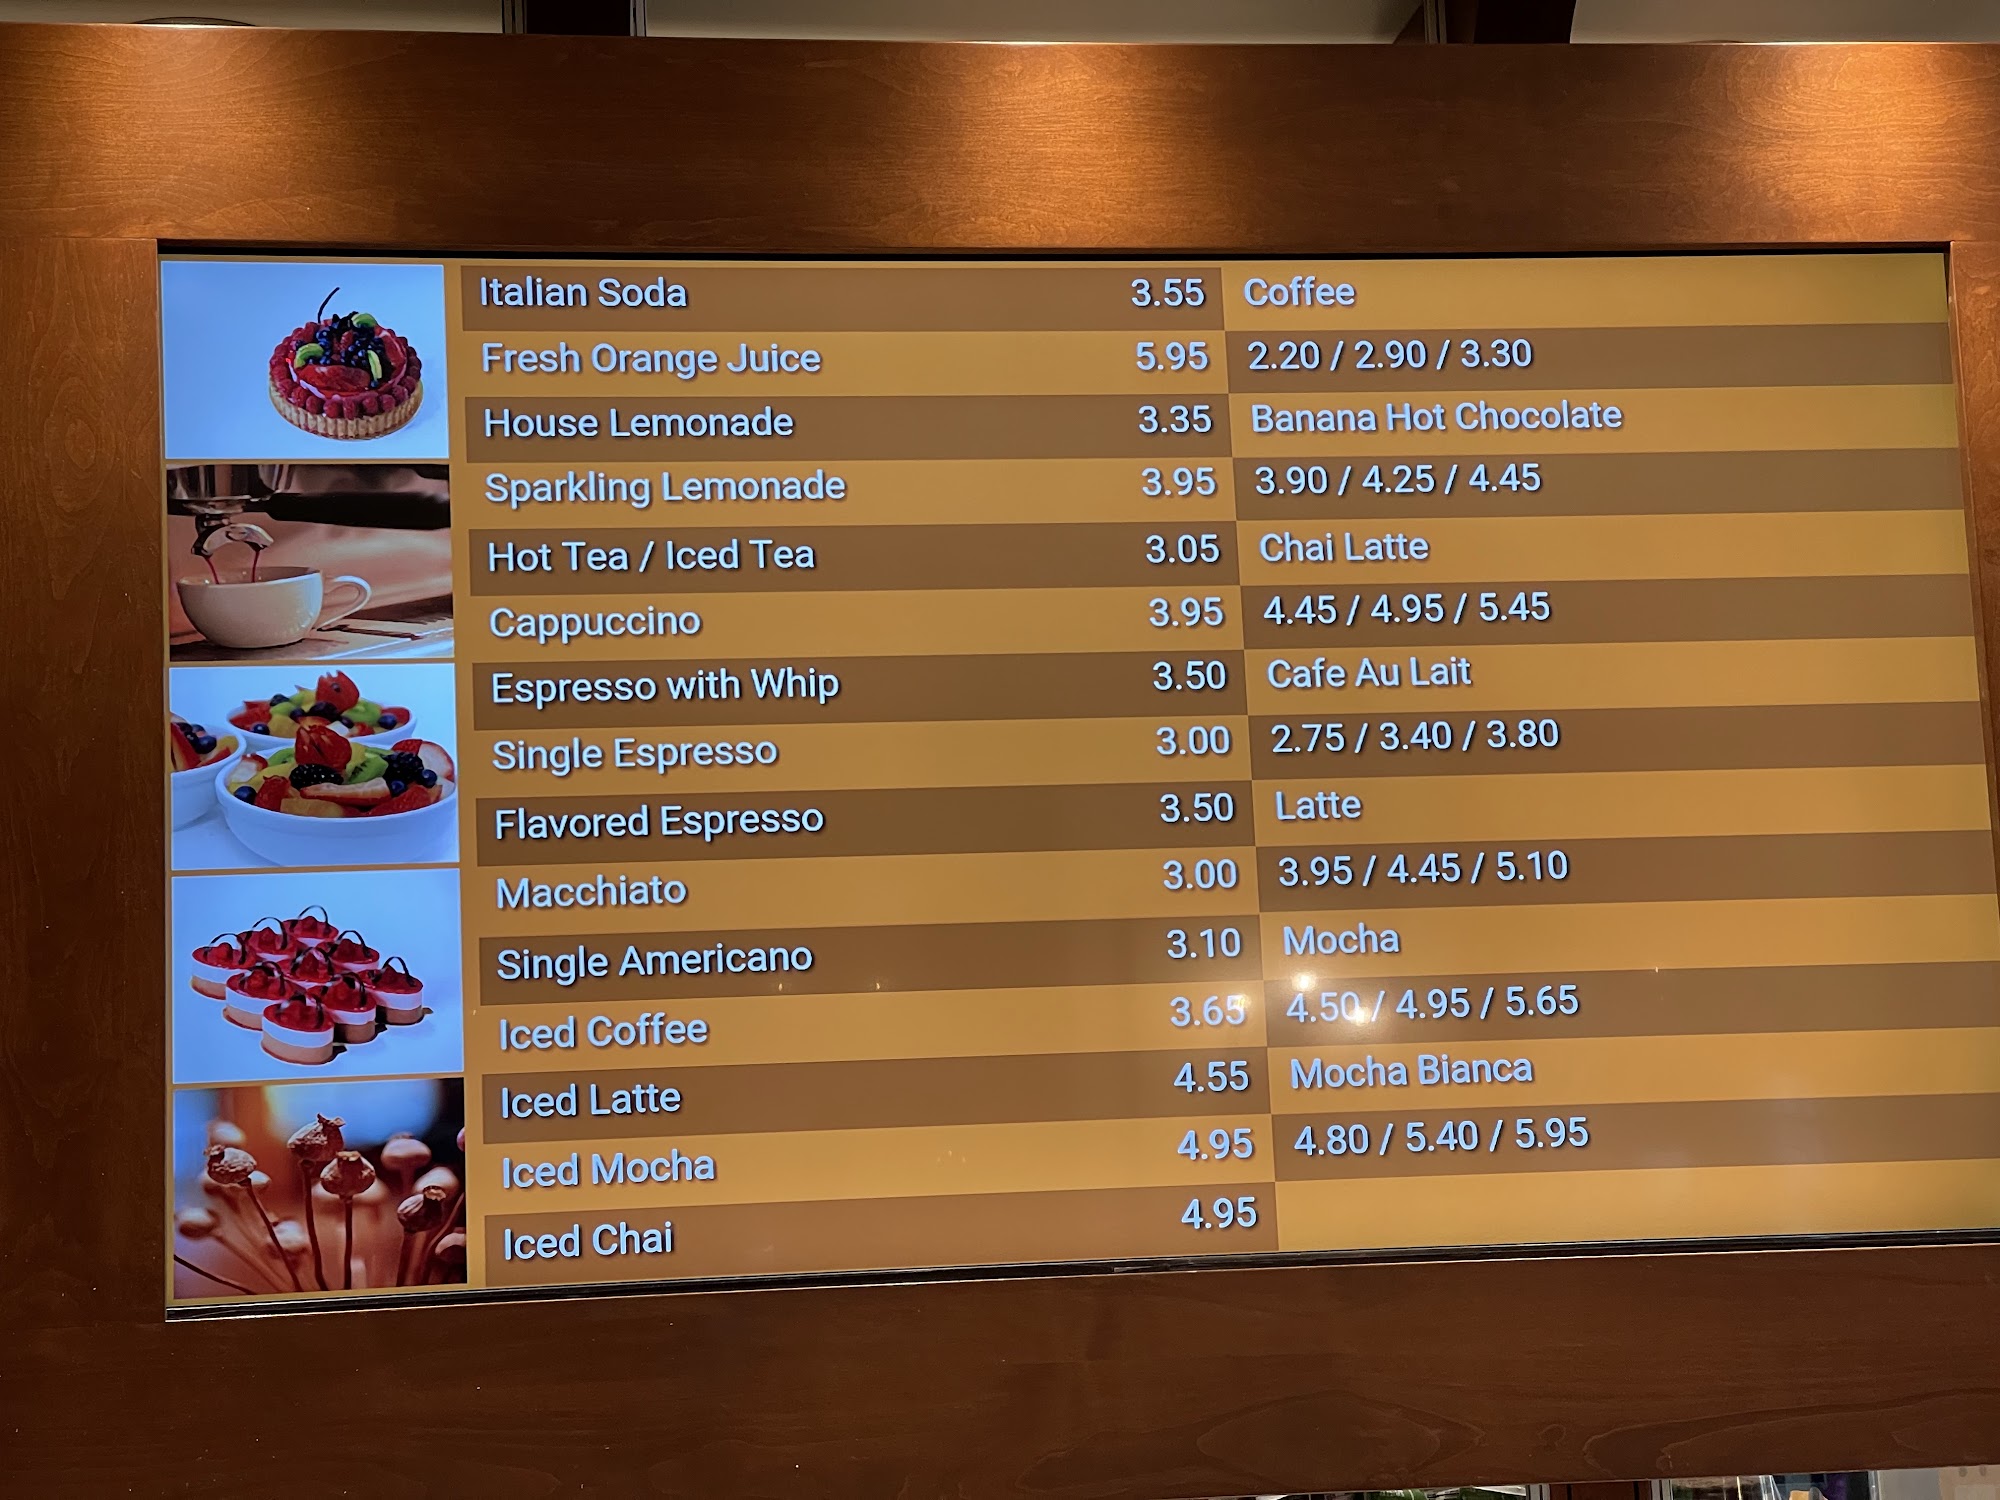 Italian Soda 3.55
Fresh Orange Juice 5.95
House Lemonade 3.35
Sparkling Lemonade 3.95
Hot Tea / Iced Tea 3.05
Cappuccino 3.95
Espresso with Whip 3.50
Single Espresso 3.00
Flavored Espresso 3.50
Macchiato 3.00
Single Americano 3.10
Iced Coffee 3.65
Iced Latte 4.55
Iced Mocha 4.95
Iced Chai 4.95
Coffee
2.20 / 2.90 / 3.30
Banana Hot Chocolate
3.90 / 4.25 / 4.45
Chai Latte
4.45 / 4.95 / 5.45
Cafe Au Lait
2.75 / 3.40 / 3.80
Latte
3.95 / 4.45 / 5.10
Mocha
4.50 / 4.95 / 5.65
Mocha Bianca
4.80 / 5.40 / 5.95